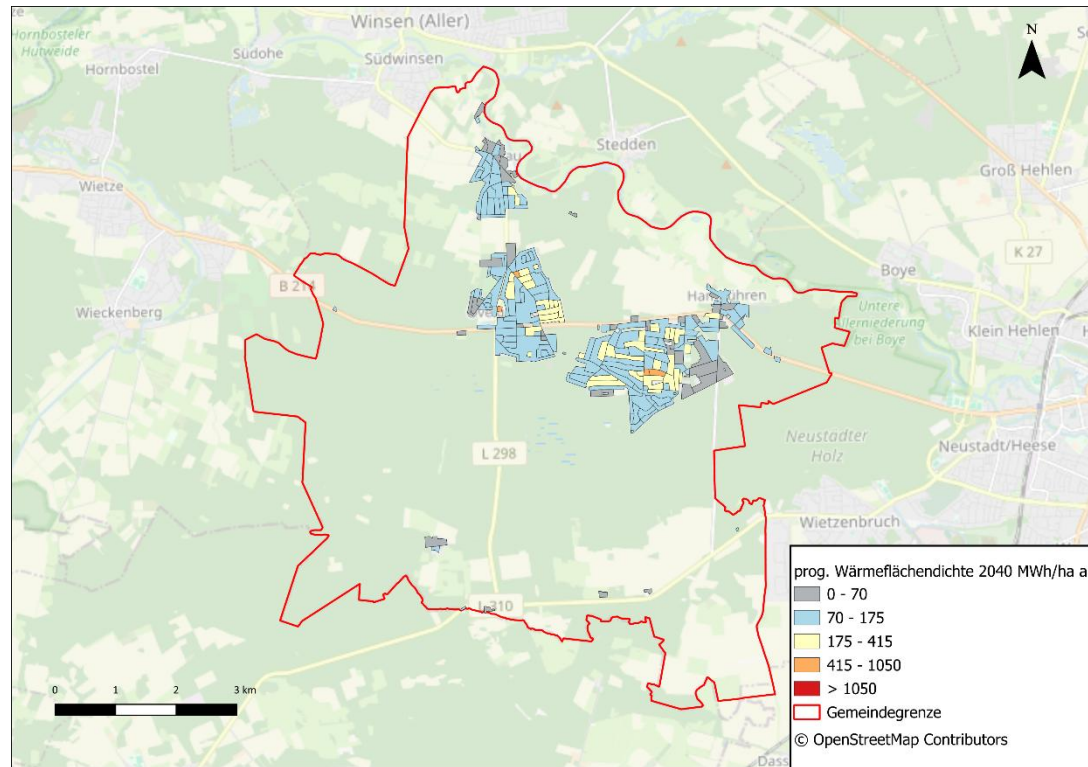 Winsen (Aller)
N
Hornbosteler
Hutweide
Südohe
Hornbostel
Südwinsen
Stedden
Groß Hehlen
Wietze
K 27
Boye
B 214
Wieckenberg
Untere
Allerniederung
bei Boye
Klein Hehlen
L 298
Neustadter
Holz
Neustadt/Heese
Wietzenbruch
L 310
prog. Wärmeflächendichte 2040 MWh/ha a
0 - 70
70 - 175
175 - 415
415 - 1050
> 1050
Gemeindegrenze
© OpenStreetMap Contributors
0 1 2 3 km